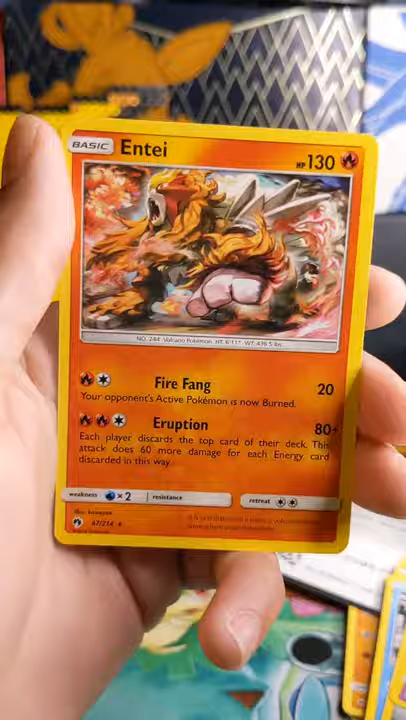 BASIC Entei HP 130
NO. 244 Volcano Pokémon HT: 6'11" WT: 436.5 lbs.
Fire Fang 20
Your opponent's Active Pokémon is now Burned.
Eruption 80+
Each player discards the top card of their deck. This
attack does 60 more damage for each Energy card
discarded in this way.
weakness ×2 resistance retreat
Illus. kawayoo
47/214